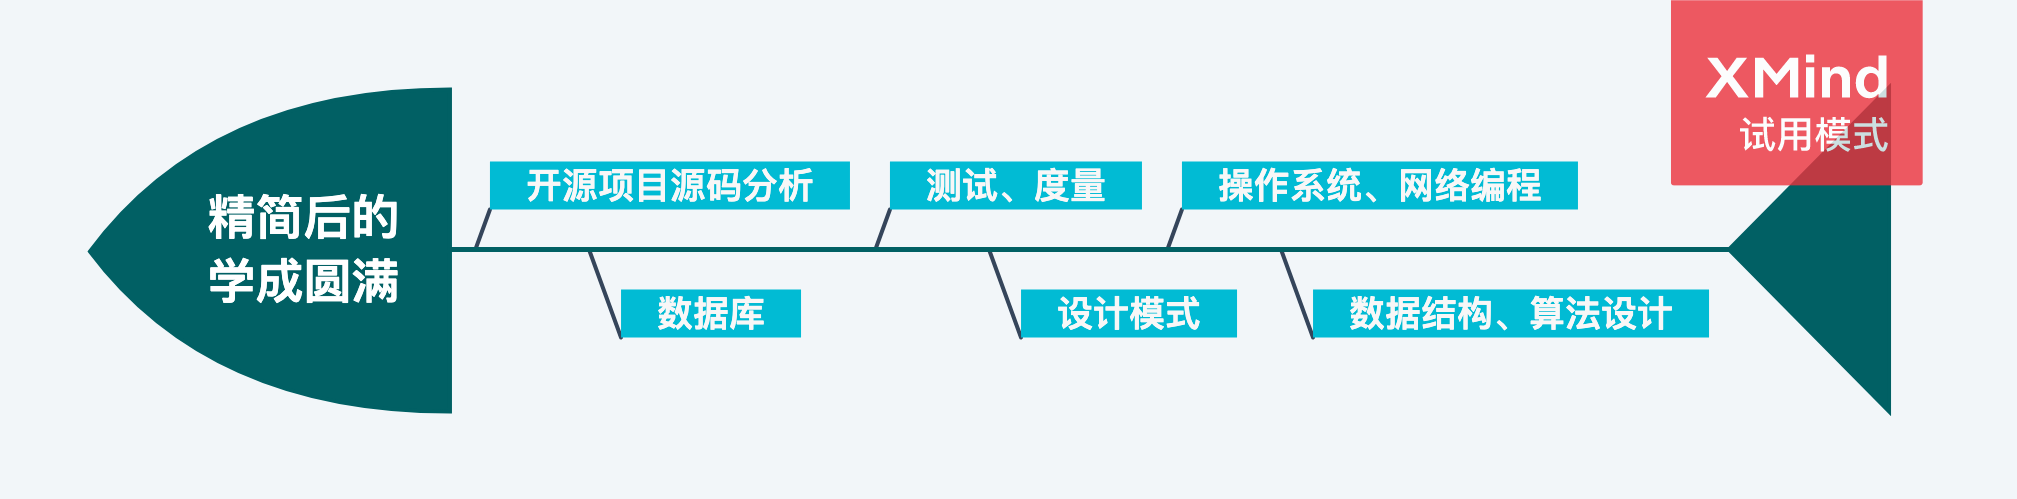 XMind
试用模式
精简后的
学成圆满
开源项目源码分析
测试、度量
操作系统、网络编程
数据库
设计模式
数据结构、算法设计